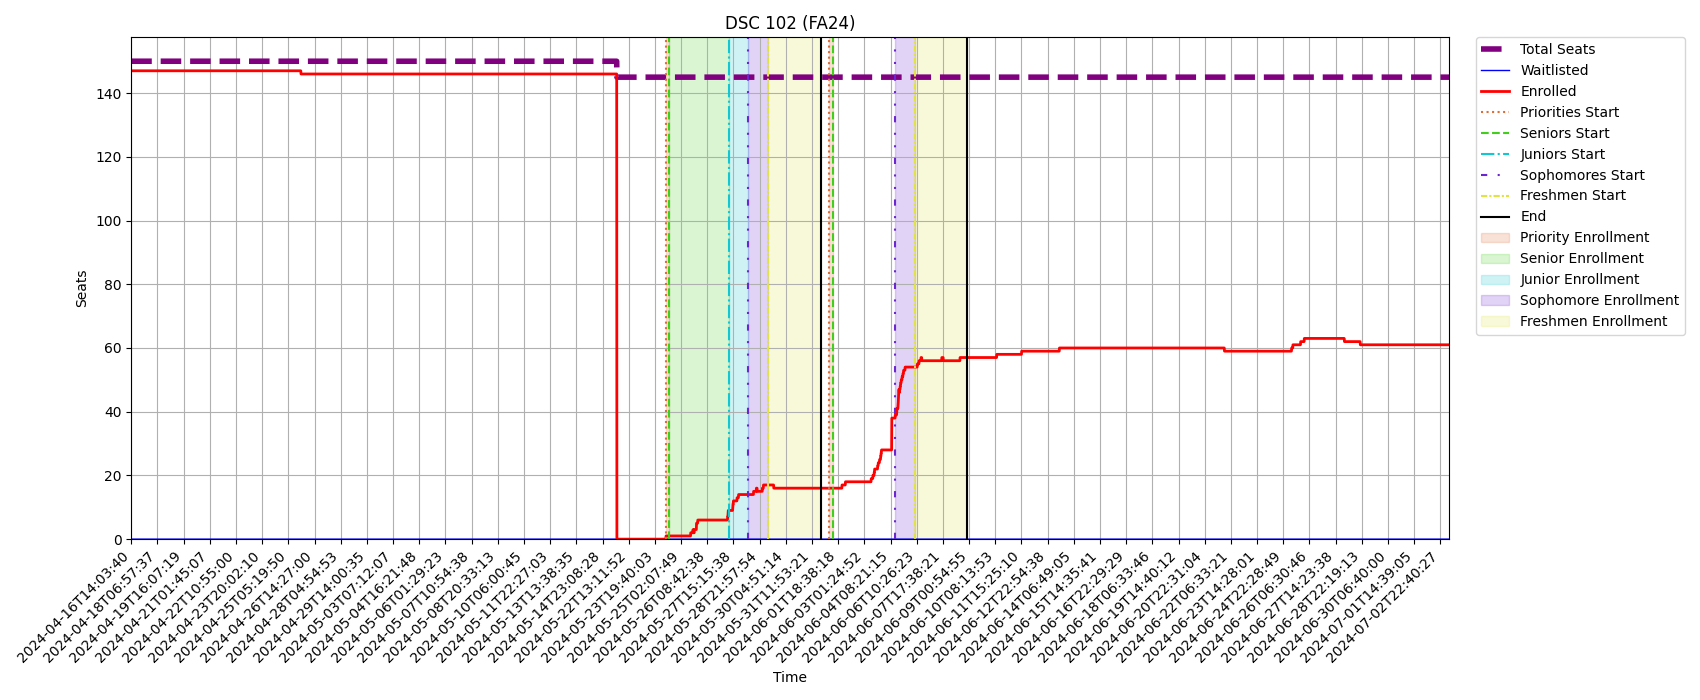 DSC 102 (FA24)
Total Seats
Waitlisted
Enrolled
Priorities Start
Seniors Start
Juniors Start
Sophomores Start
Freshmen Start
End
Priority Enrollment
Senior Enrollment
Junior Enrollment
Sophomore Enrollment
Freshmen Enrollment
Seats
140
120
100
80
60
40
20
0
2024-04-16T14:03:40
2024-04-18T06:57:37
2024-04-19T16:07:19
2024-04-21T01:45:07
2024-04-22T10:55:00
2024-04-23T20:02:10
2024-04-25T05:19:50
2024-04-26T14:27:00
2024-04-28T04:54:53
2024-04-29T14:00:35
2024-05-03T07:12:07
2024-05-04T16:21:48
2024-05-06T01:29:23
2024-05-07T10:54:38
2024-05-08T20:33:13
2024-05-10T06:00:45
2024-05-11T22:27:03
2024-05-13T13:38:35
2024-05-14T23:08:28
2024-05-22T13:11:52
2024-05-23T19:40:03
2024-05-25T02:07:49
2024-05-26T08:42:38
2024-05-27T15:15:38
2024-05-28T21:57:54
2024-05-30T04:51:14
2024-05-31T11:53:21
2024-06-01T18:38:18
2024-06-03T01:24:52
2024-06-04T08:21:15
2024-06-06T10:26:23
2024-06-07T17:38:21
2024-06-09T00:54:55
2024-06-10T08:13:53
2024-06-11T15:25:10
2024-06-12T22:54:38
2024-06-14T06:49:05
2024-06-15T14:35:41
2024-06-16T22:29:29
2024-06-18T06:33:46
2024-06-19T14:40:12
2024-06-20T22:31:04
2024-06-22T06:33:21
2024-06-23T14:28:01
2024-06-24T22:28:49
2024-06-26T06:30:46
2024-06-27T14:23:38
2024-06-28T22:19:13
2024-06-30T06:40:00
2024-07-01T14:39:05
2024-07-02T22:40:27
Time